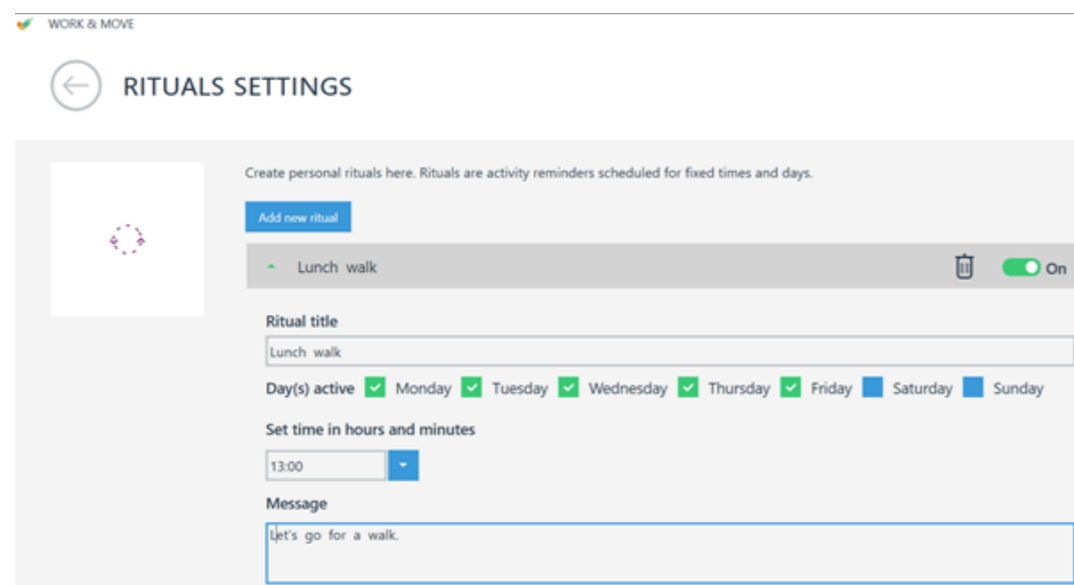 WORK & MOVE
RITUALS SETTINGS
Create personal rituals here. Rituals are activity reminders scheduled for fixed times and days.
Add new ritual
Lunch walk
On
Ritual title
Lunch walk
Day(s) active Monday Tuesday Wednesday Thursday Friday Saturday Sunday
Set time in hours and minutes
13:00
Message
Let's go for a walk.